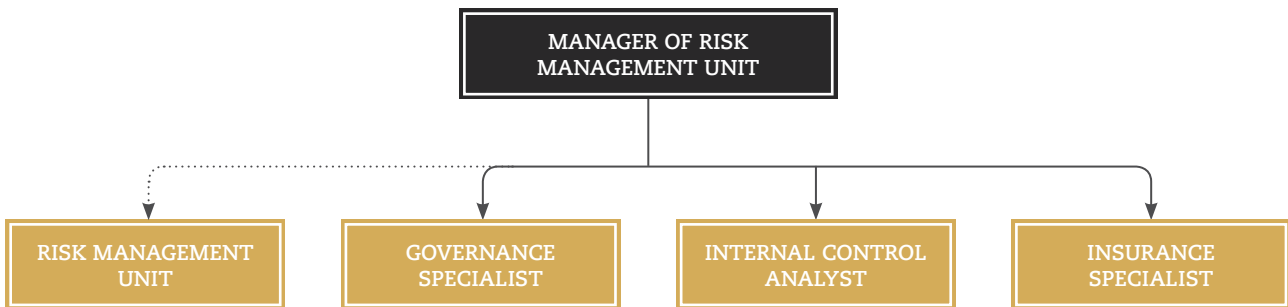 MANAGER OF RISK
MANAGEMENT UNIT
RISK MANAGEMENT
UNIT
GOVERNANCE
SPECIALIST
INTERNAL CONTROL
ANALYST
INSURANCE
SPECIALIST